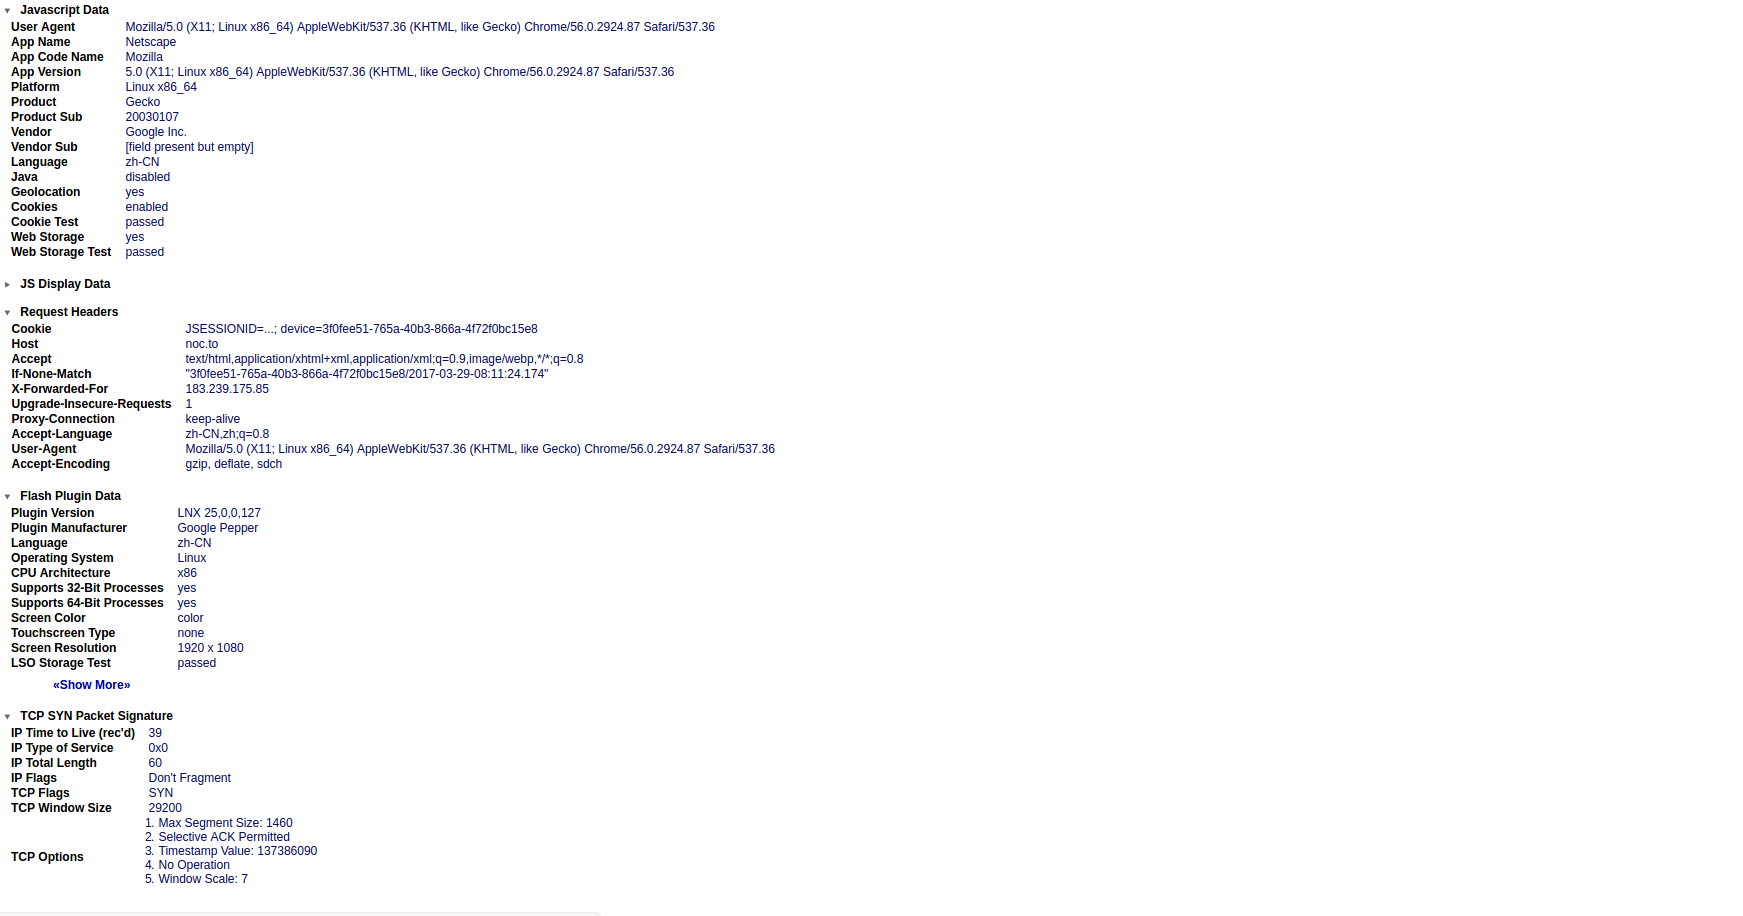 Javascript Data
User Agent Mozilla/5.0 (X11; Linux x86_64) AppleWebKit/537.36 (KHTML, like Gecko) Chrome/56.0.2924.87 Safari/537.36
App Name Netscape
App Code Name Mozilla
App Version 5.0 (X11; Linux x86_64) AppleWebKit/537.36 (KHTML, like Gecko) Chrome/56.0.2924.87 Safari/537.36
Platform Linux x86_64
Product Gecko
Product Sub 20030107
Vendor Google Inc.
Vendor Sub [field present but empty]
Language zh-CN
Java disabled
Geolocation yes
Cookies enabled
Cookie Test passed
Web Storage yes
Web Storage Test passed
JS Display Data
Request Headers
Cookie JSESSIONID=...; device=3f0fee51-765a-40b3-866a-4f72f0bc15e8
Host noc.to
Accept text/html,application/xhtml+xml,application/xml;q=0.9,image/webp,*/*;q=0.8
If-None-Match "3f0fee51-765a-40b3-866a-4f72f0bc15e8/2017-03-29-08:11:24.174"
X-Forwarded-For 183.239.175.85
Upgrade-Insecure-Requests 1
Proxy-Connection keep-alive
Accept-Language zh-CN,zh;q=0.8
User-Agent Mozilla/5.0 (X11; Linux x86_64) AppleWebKit/537.36 (KHTML, like Gecko) Chrome/56.0.2924.87 Safari/537.36
Accept-Encoding gzip, deflate, sdch
Flash Plugin Data
Plugin Version LNX 25,0,0,127
Plugin Manufacturer Google Pepper
Language zh-CN
Operating System Linux
CPU Architecture x86
Supports 32-Bit Processes yes
Supports 64-Bit Processes yes
Screen Color color
Touchscreen Type none
Screen Resolution 1920 x 1080
LSO Storage Test passed
«Show More»
TCP SYN Packet Signature
IP Time to Live (rec'd) 39
IP Type of Service 0x0
IP Total Length 60
IP Flags Don't Fragment
TCP Flags SYN
TCP Window Size 29200
TCP Options
1. Max Segment Size: 1460
2. Selective ACK Permitted
3. Timestamp Value: 137386090
4. No Operation
5. Window Scale: 7